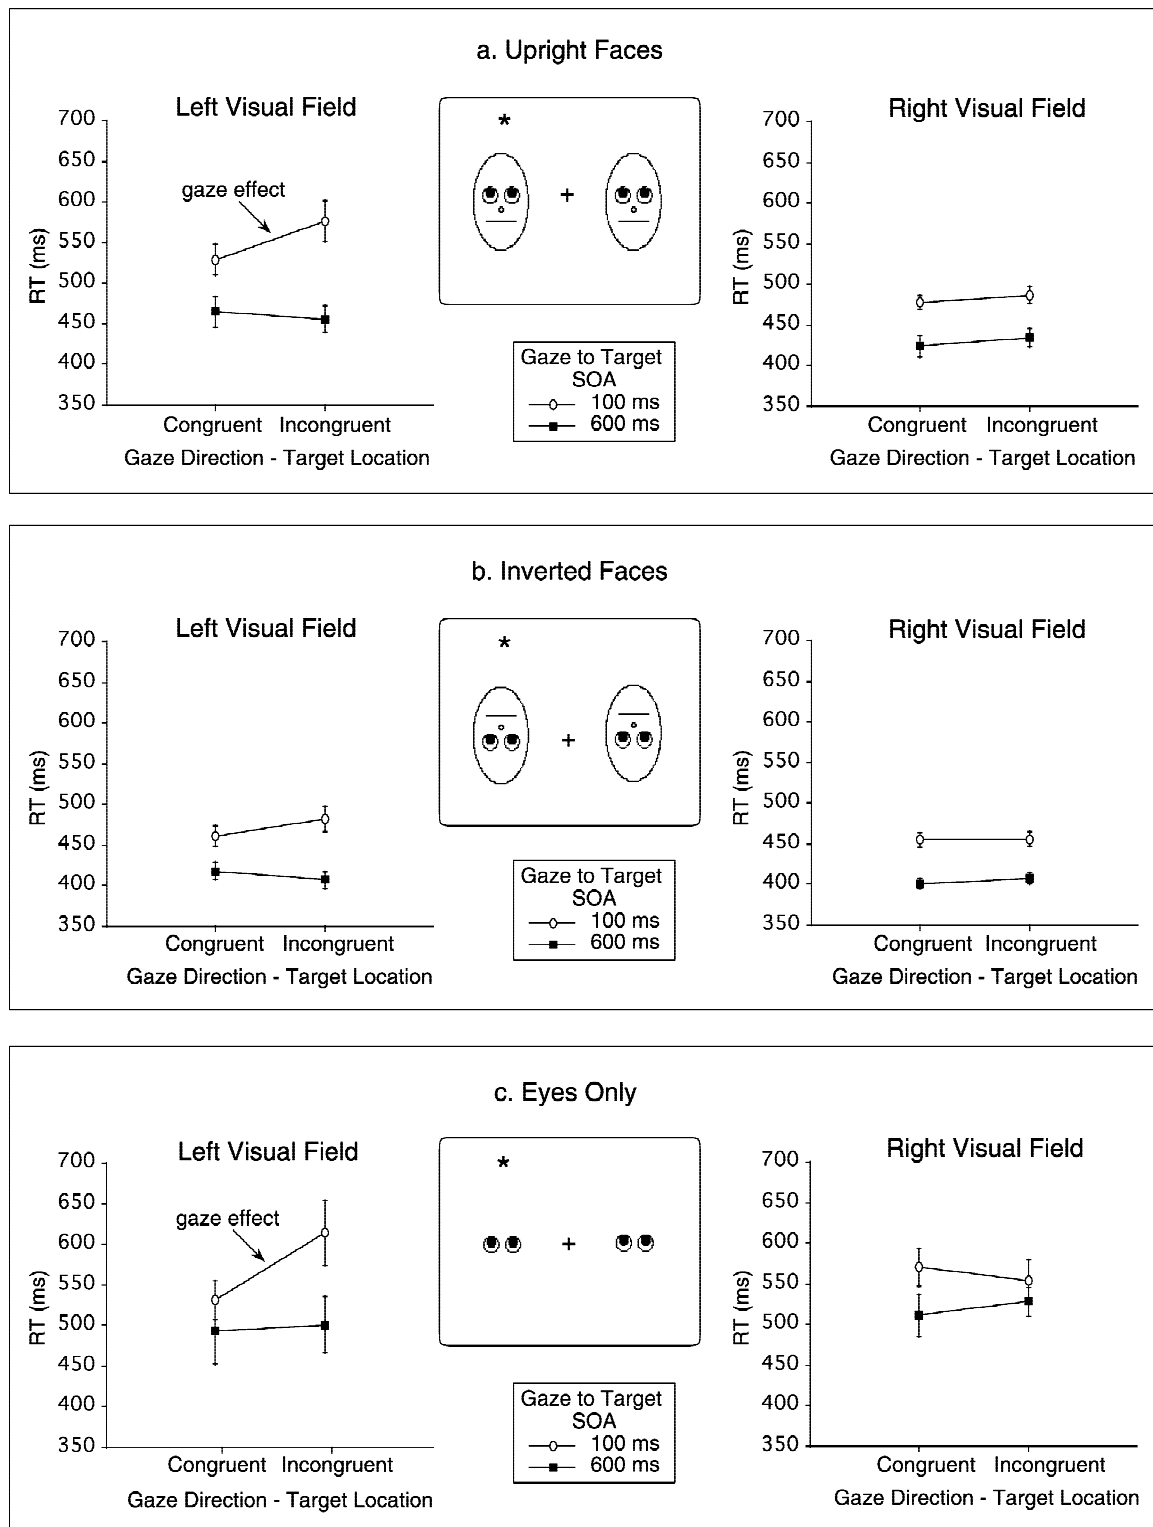 a. Upright Faces
Left Visual Field
700
650
600
550
500
450
400
350
RT (ms)
gaze effect
Congruent Incongruent
Gaze Direction - Target Location
*
+
Gaze to Target
SOA
100 ms
600 ms
Right Visual Field
700
650
600
550
500
450
400
350
RT (ms)
Congruent Incongruent
Gaze Direction - Target Location
b. Inverted Faces
Left Visual Field
700
650
600
550
500
450
400
350
RT (ms)
Congruent Incongruent
Gaze Direction - Target Location
*
+
Gaze to Target
SOA
100 ms
600 ms
Right Visual Field
700
650
600
550
500
450
400
350
RT (ms)
Congruent Incongruent
Gaze Direction - Target Location
c. Eyes Only
Left Visual Field
700
650
600
550
500
450
400
350
RT (ms)
gaze effect
Congruent Incongruent
Gaze Direction - Target Location
*
+
Gaze to Target
SOA
100 ms
600 ms
Right Visual Field
700
650
600
550
500
450
400
350
RT (ms)
Congruent Incongruent
Gaze Direction - Target Location